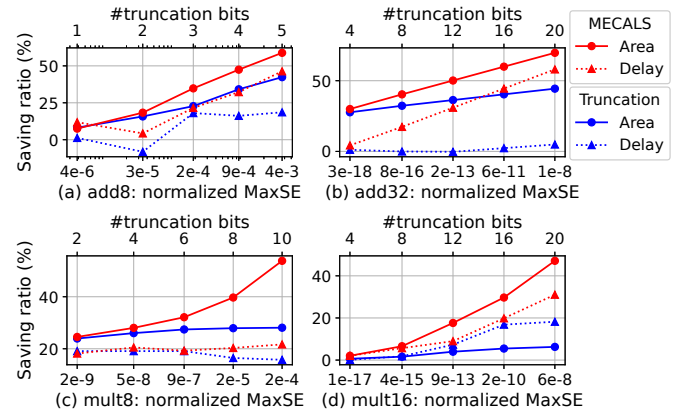 #truncation bits
1 2 3 4 5
Saving ratio (%)
50
25
0
4e-6 3e-5 2e-4 9e-4 4e-3
(a) add8: normalized MaxSE
#truncation bits
4 8 12 16 20
50
0
3e-18 8e-16 2e-13 6e-11 1e-8
(b) add32: normalized MaxSE
MECALS
Area
Delay
Truncation
Area
Delay
#truncation bits
2 4 6 8 10
Saving ratio (%)
40
20
2e-9 5e-8 9e-7 2e-5 2e-4
(c) mult8: normalized MaxSE
#truncation bits
4 8 12 16 20
40
20
0
1e-17 4e-15 9e-13 2e-10 6e-8
(d) mult16: normalized MaxSE